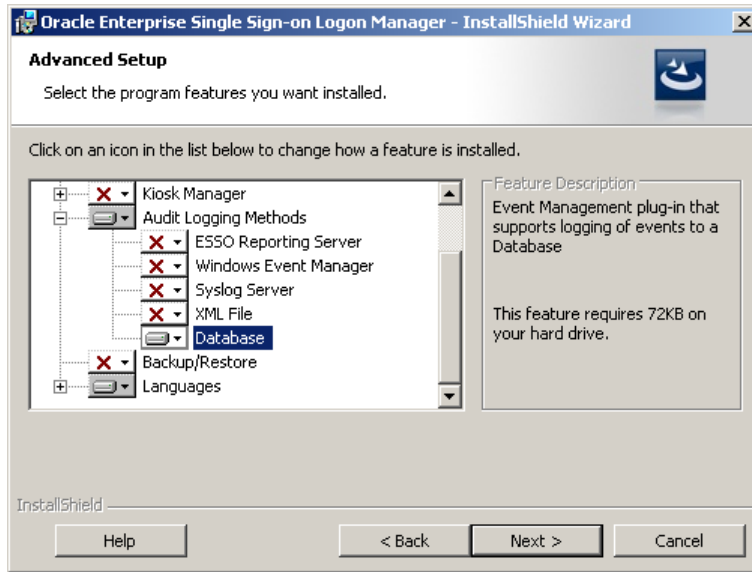 Oracle Enterprise Single Sign-on Logon Manager - InstallShield Wizard
Advanced Setup
Select the program features you want installed.
Click on an icon in the list below to change how a feature is installed.
Kiosk Manager
Audit Logging Methods
ESSO Reporting Server
Windows Event Manager
Syslog Server
XML File
Database
Backup/Restore
Languages
Feature Description
Event Management plug-in that
supports logging of events to a
Database
This feature requires 72KB on
your hard drive.
InstallShield
Help
< Back
Next >
Cancel